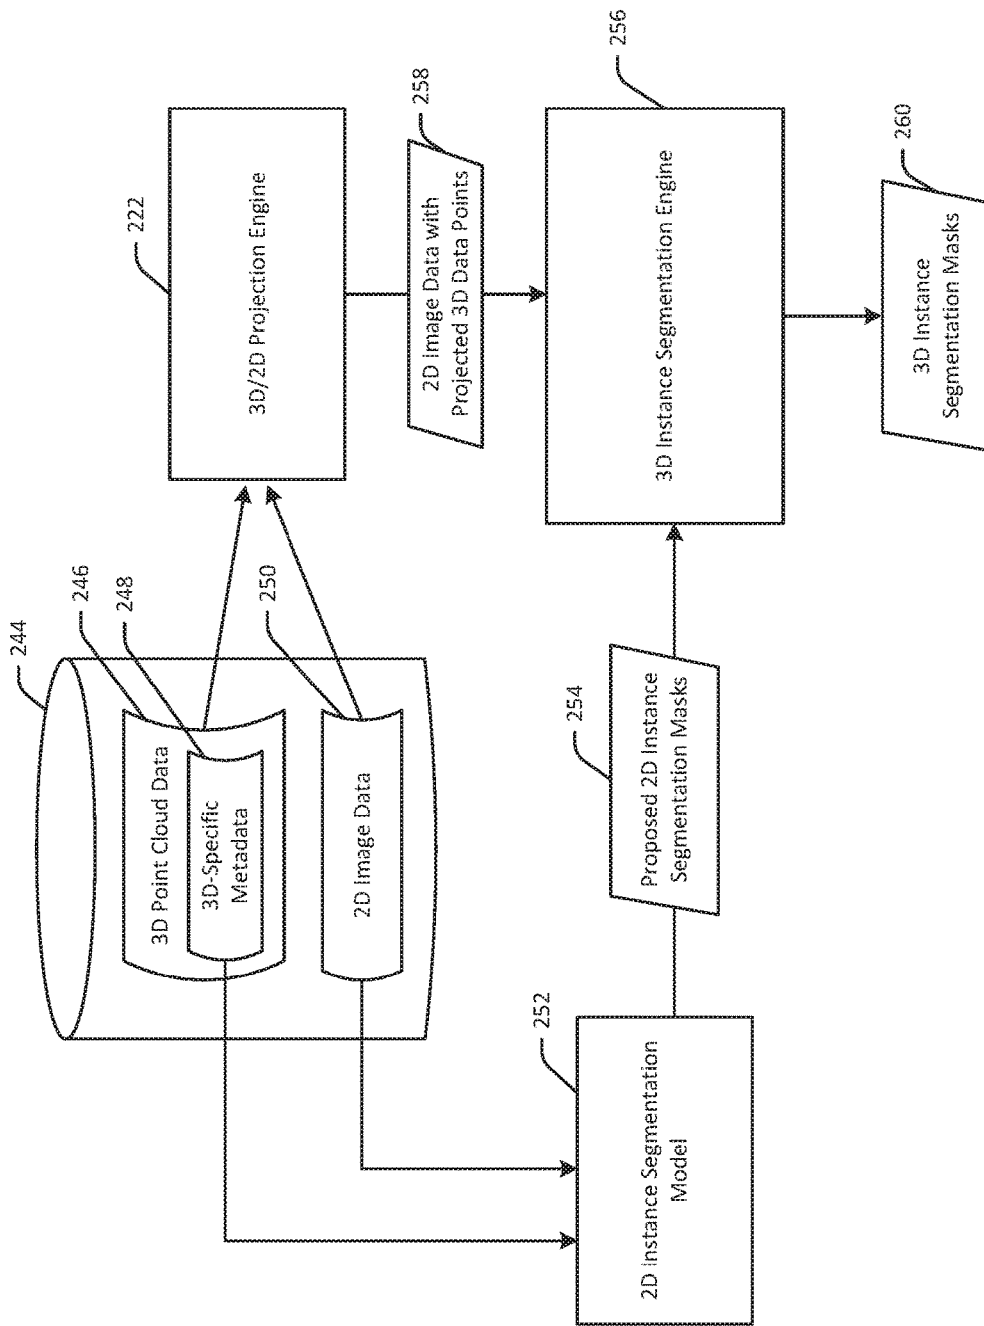 244
246
248
250
3D Point Cloud Data
3D-Specific
Metadada
2D Image Data
222
3D/2D Projection Engine
258
2D Image Data with
Projected 3D Data Points
252
2D Instance Segmentation
Model
254
Proposed 2D Instance
Segmentation Masks
256
3D Instance Segmentation Engine
260
3D Instance
Segmentation Masks